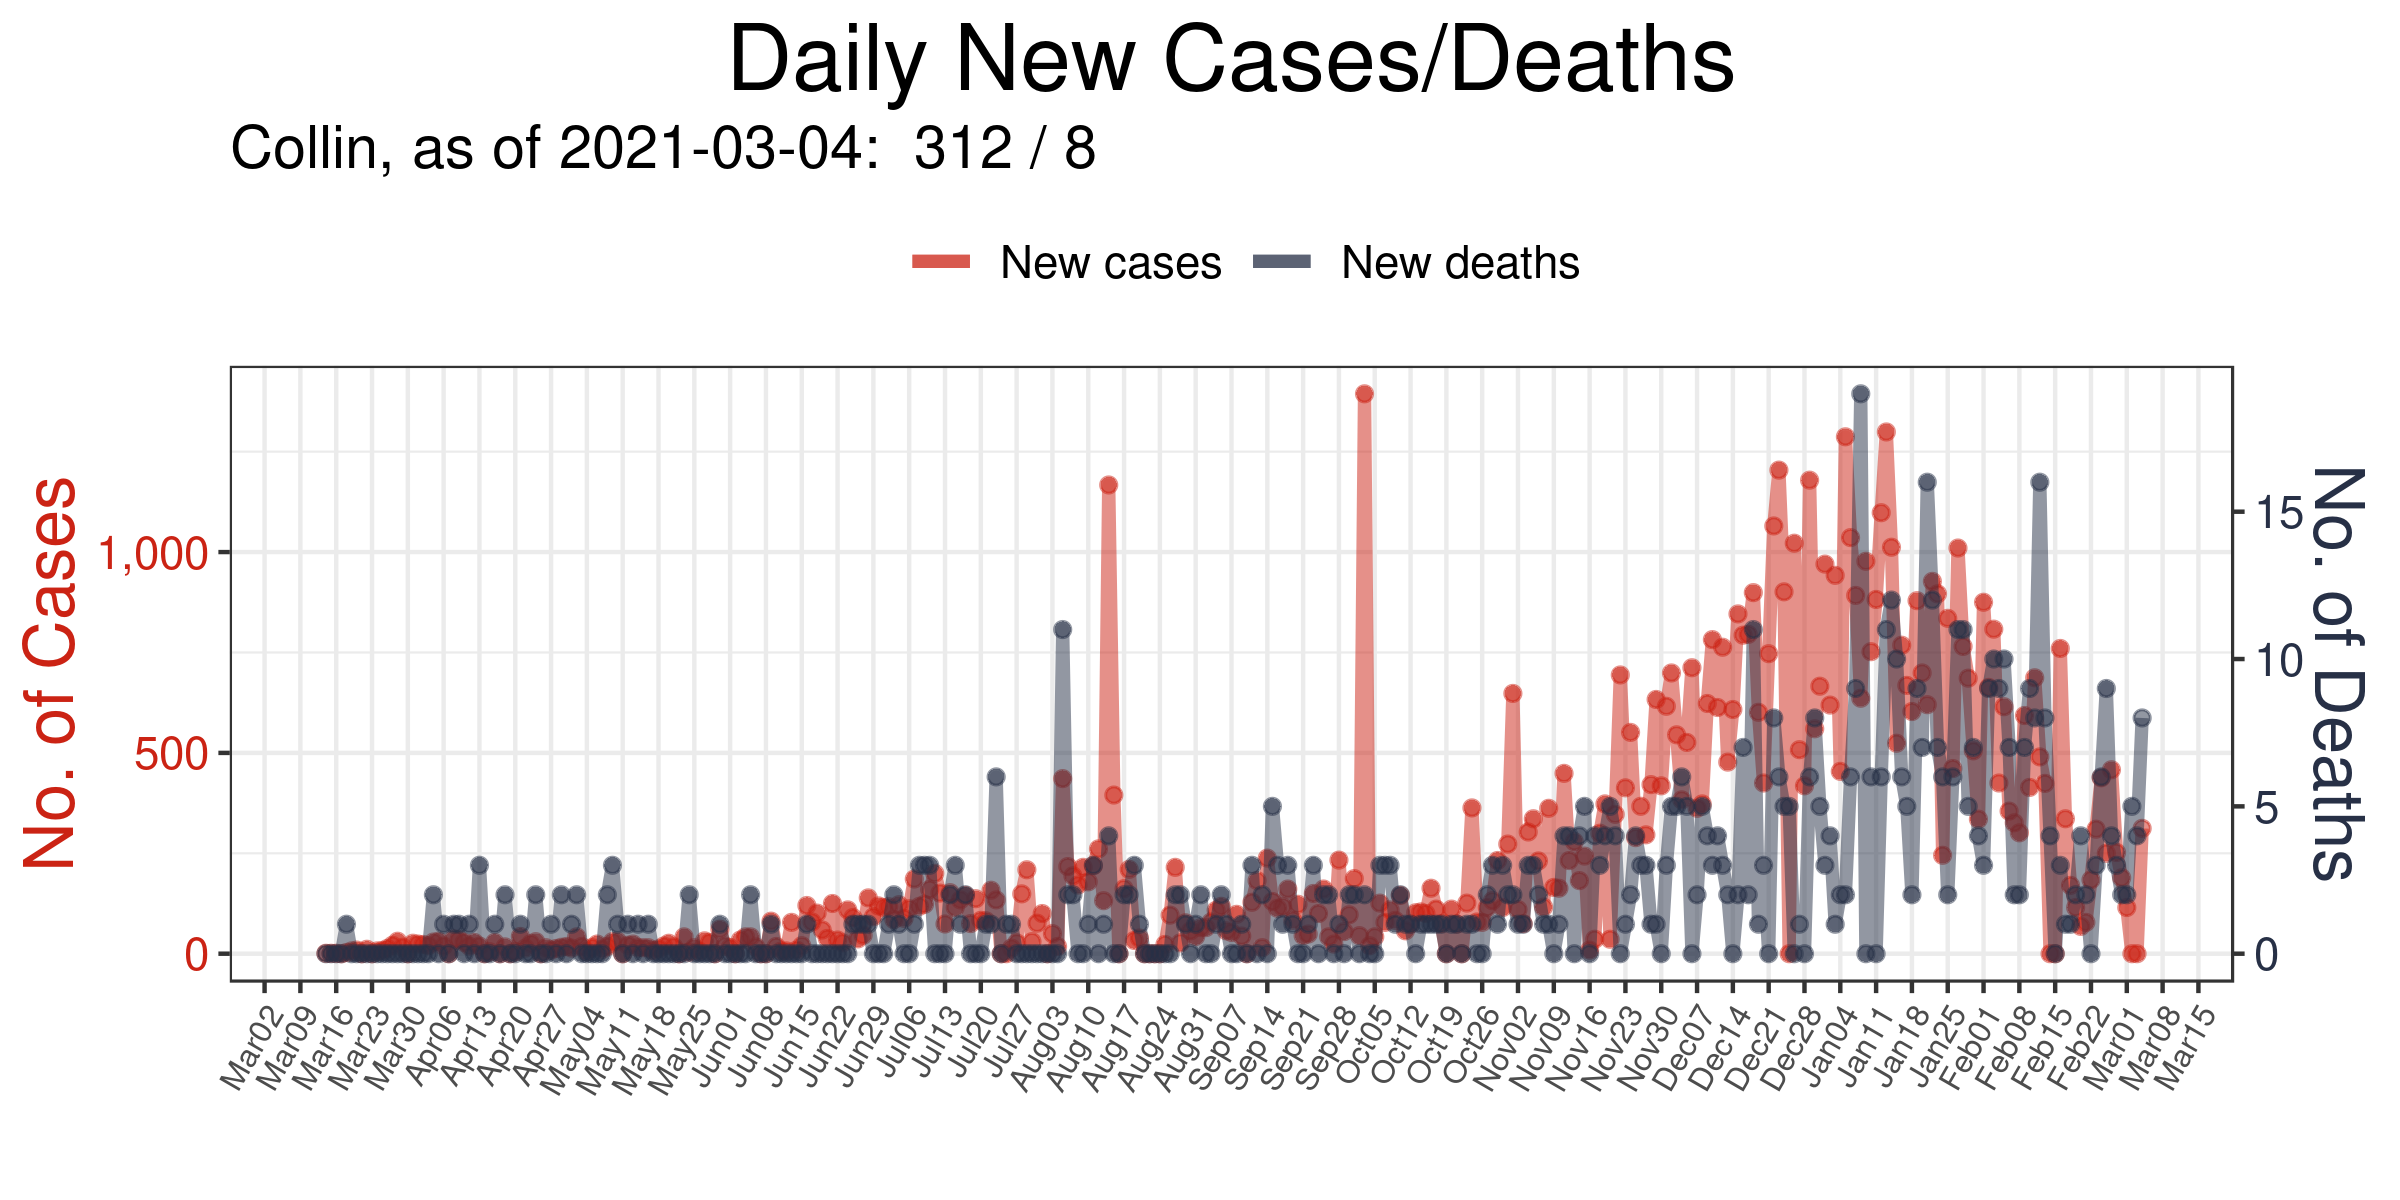 Daily New Cases/Deaths
Collin, as of 2021-03-04:  312 / 8
New cases
New deaths
No. of Cases
1,000
500
0
15
10
5
0
No. of Deaths
Mar02
Mar09
Mar16
Mar23
Mar30
Apr06
Apr13
Apr20
Apr27
May04
May11
May18
May25
Jun01
Jun08
Jun15
Jun22
Jun29
Jul06
Jul13
Jul20
Jul27
Aug03
Aug10
Aug17
Aug24
Aug31
Sep07
Sep14
Sep21
Sep28
Oct05
Oct12
Oct19
Oct26
Nov02
Nov09
Nov16
Nov23
Nov30
Dec07
Dec14
Dec21
Dec28
Jan04
Jan11
Jan18
Jan25
Feb01
Feb08
Feb15
Feb22
Mar01
Mar08
Mar15